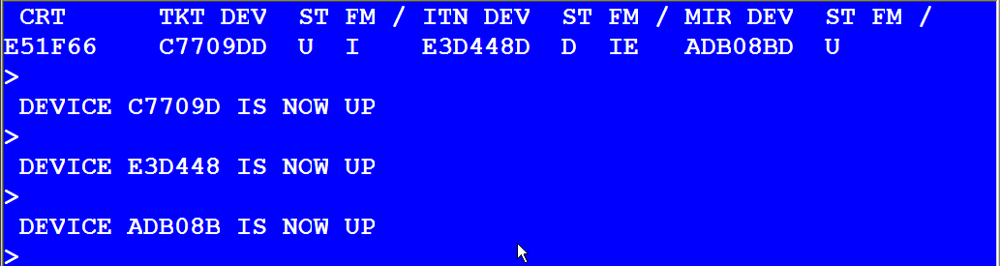 CRT TKT DEV ST FM / ITN DEV ST FM / MIR DEV ST FM /
E51F66 C7709DD U I E3D448D D IE ADB08BD U
>
DEVICE C7709D IS NOW UP
>
DEVICE E3D448 IS NOW UP
>
DEVICE ADB08B IS NOW UP
>